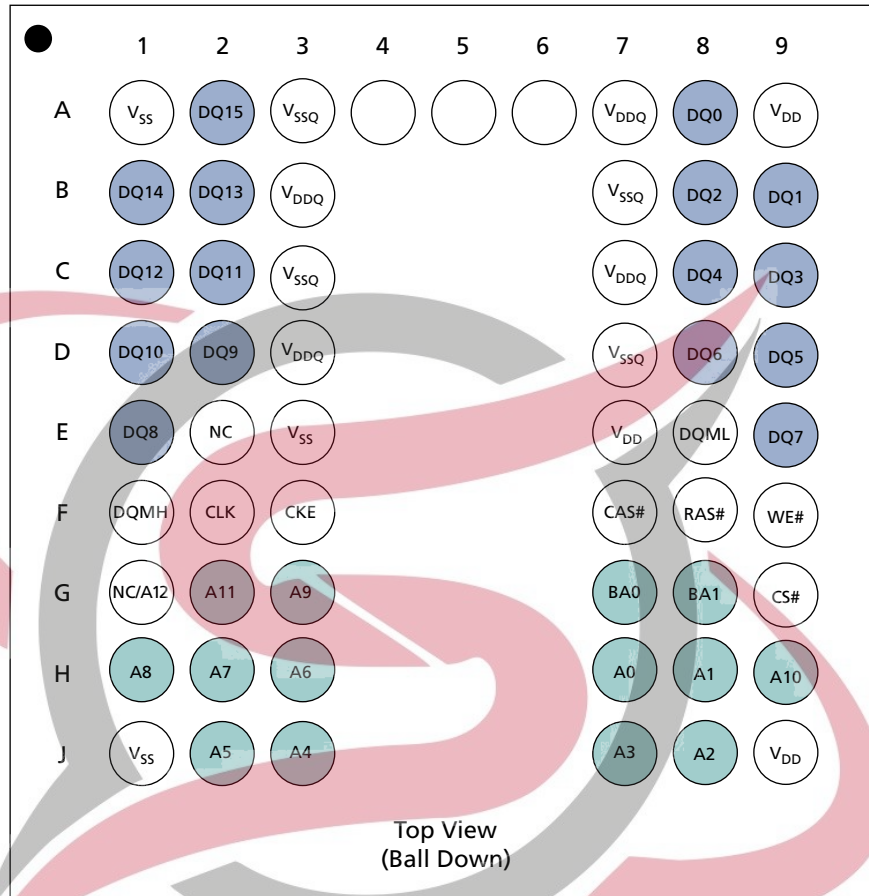 1 2 3 4 5 6 7 8 9
A VSS DQ15 VSSQ VDDQ DQ0 VDD
B DQ14 DQ13 VDDQ VSSQ DQ2 DQ1
C DQ12 DQ11 VSSQ VDDQ DQ4 DQ3
D DQ10 DQ9 VDDQ VSSQ DQ6 DQ5
E DQ8 NC VSS VDD DQML DQ7
F DQMH CLK CKE CAS# RAS# WE#
G NC/A12 A11 A9 BA0 BA1 CS#
H A8 A7 A6 A0 A1 A10
J VSS A5 A4 A3 A2 VDD
Top View
(Ball Down)